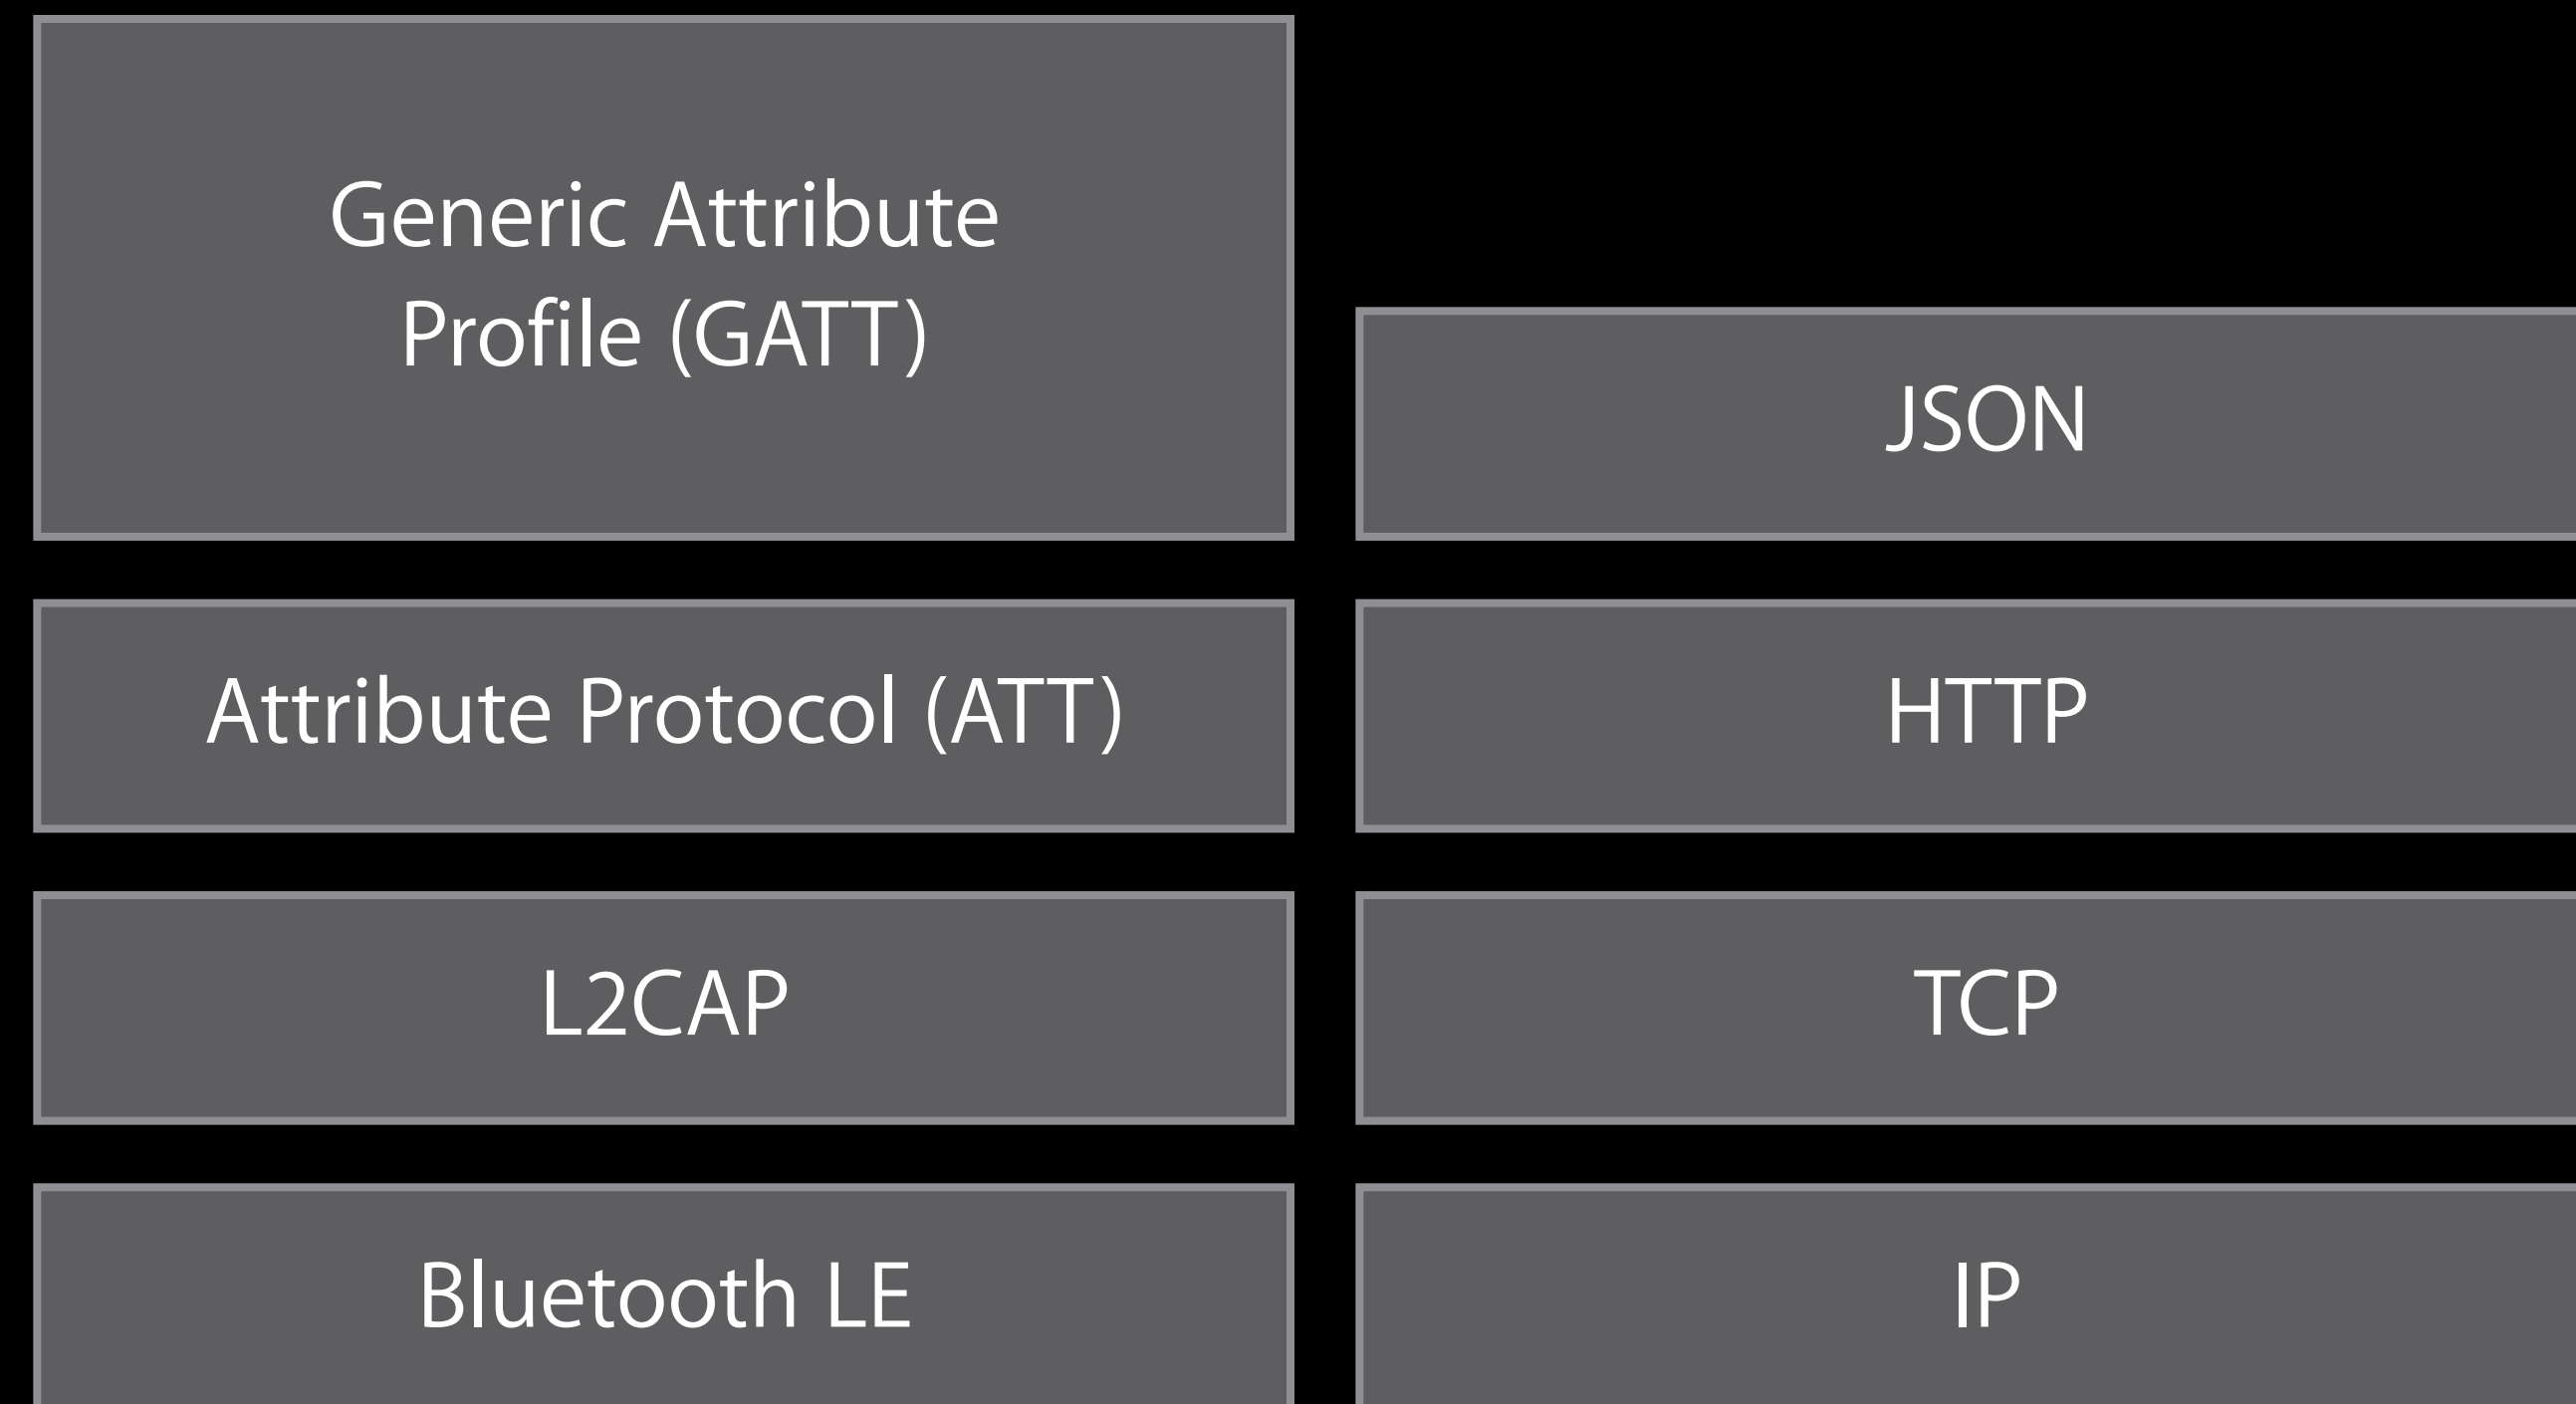 Generic Attribute
Profile (GATT)
JSON
Attribute Protocol (ATT)
HTTP
L2CAP
TCP
Bluetooth LE
IP